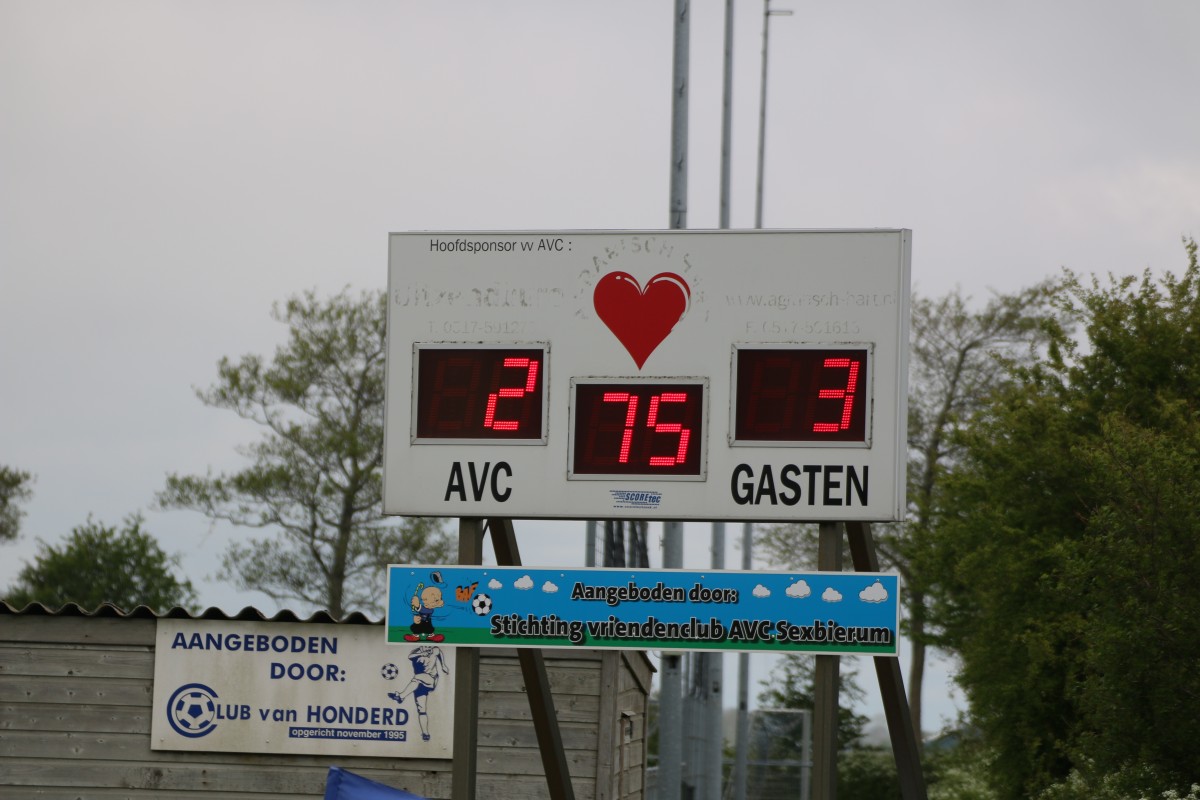 Hoofdsponsor vv AVC :
2
75
3
AVC
GASTEN
SCOREtec
Aangeboden door:
Stichting vriendenclub AVC Sexbierum
AANGEBODEN
DOOR:
CLUB van HONDERD
opgericht november 1995